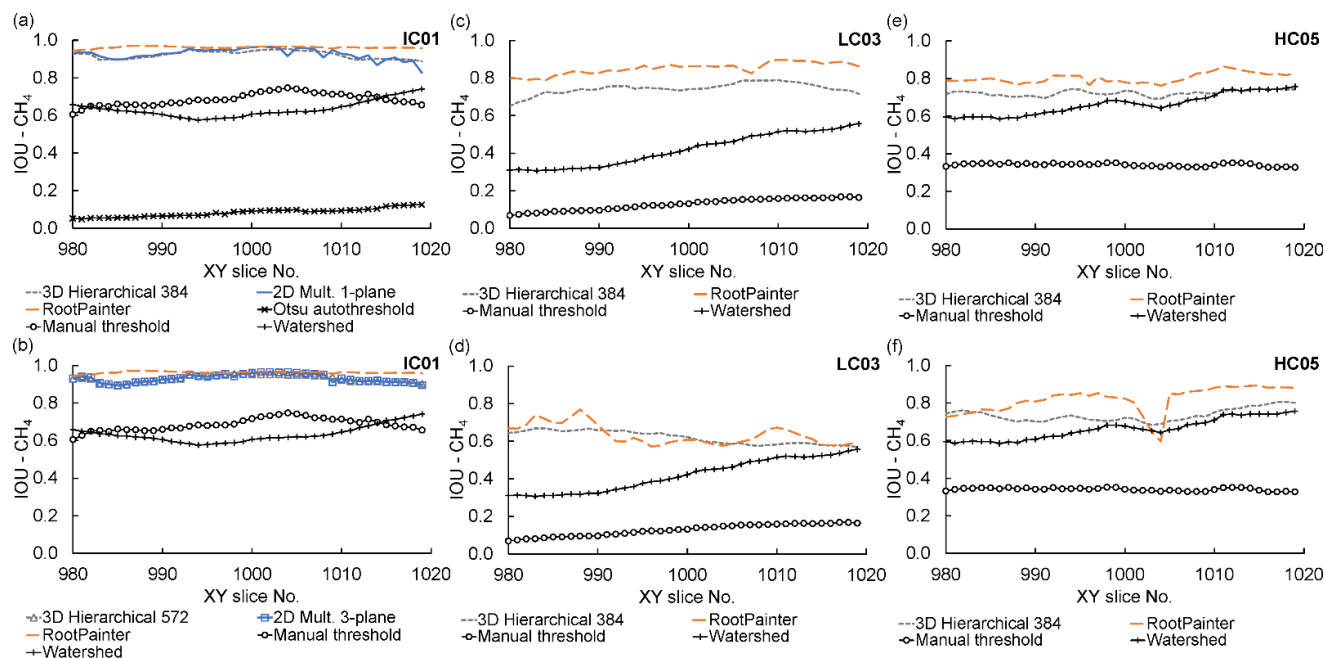 (a)
IC01
IOU - CH₄
1.0
0.8
0.6
0.4
0.2
0.0
980 990 1000 1010 1020
XY slice No.
3D Hierarchical 384 2D Mult. 1-plane
RootPainter Otsu autothreshold
Manual threshold Watershed
(b)
IC01
IOU - CH₄
1.0
0.8
0.6
0.4
0.2
0.0
980 990 1000 1010 1020
XY slice No.
3D Hierarchical 572 2D Mult. 3-plane
RootPainter Manual threshold
Watershed
(c)
LC03
IOU - CH₄
1.0
0.8
0.6
0.4
0.2
0.0
980 990 1000 1010 1020
XY slice No.
3D Hierarchical 384 RootPainter
Manual threshold Watershed
(d)
LC03
IOU - CH₄
1.0
0.8
0.6
0.4
0.2
0.0
980 990 1000 1010 1020
XY slice No.
3D Hierarchical 384 RootPainter
Manual threshold Watershed
(e)
HC05
IOU - CH₄
1.0
0.8
0.6
0.4
0.2
0.0
980 990 1000 1010 1020
XY slice No.
3D Hierarchical 384 RootPainter
Manual threshold Watershed
(f)
HC05
IOU - CH₄
1.0
0.8
0.6
0.4
0.2
0.0
980 990 1000 1010 1020
XY slice No.
3D Hierarchical 384 RootPainter
Manual threshold Watershed